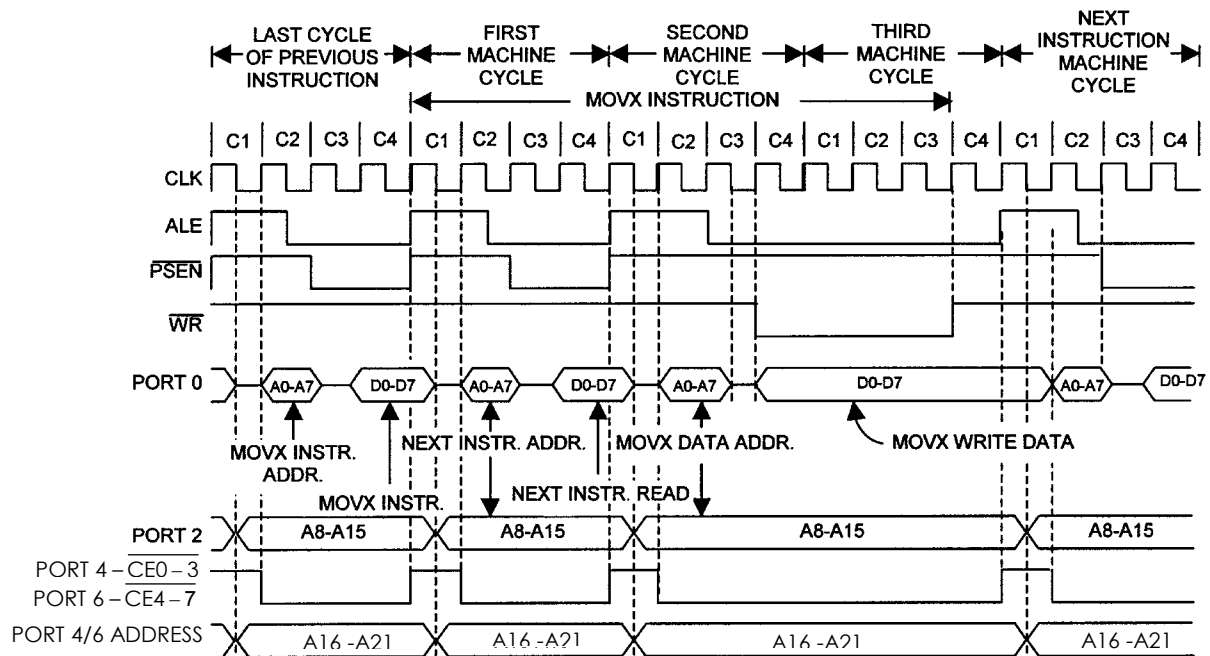 LAST CYCLE
OF PREVIOUS
INSTRUCTION
FIRST
MACHINE
CYCLE
SECOND
MACHINE
CYCLE
THIRD
MACHINE
CYCLE
NEXT
INSTRUCTION
MACHINE
CYCLE
MOVX INSTRUCTION
C1 C2 C3 C4 C1 C2 C3 C4 C1 C2 C3 C4 C1 C2 C3 C4 C1 C2 C3 C4
CLK
ALE
PSEN
WR
PORT 0 A0-A7 D0-D7 A0-A7 D0-D7 A0-A7 D0-D7 A0-A7 D0-D7
MOVX INSTR.
ADDR.
NEXT INSTR. ADDR.
MOVX DATA ADDR.
MOVX WRITE DATA
MOVX INSTR.
NEXT INSTR. READ
PORT 2 A8-A15 A8-A15 A8-A15 A8-A15
PORT 4 – CE0 – 3
PORT 6 – CE4 – 7
PORT 4/6 ADDRESS A16 -A21 A16 -A21 A16 -A21 A16 -A21